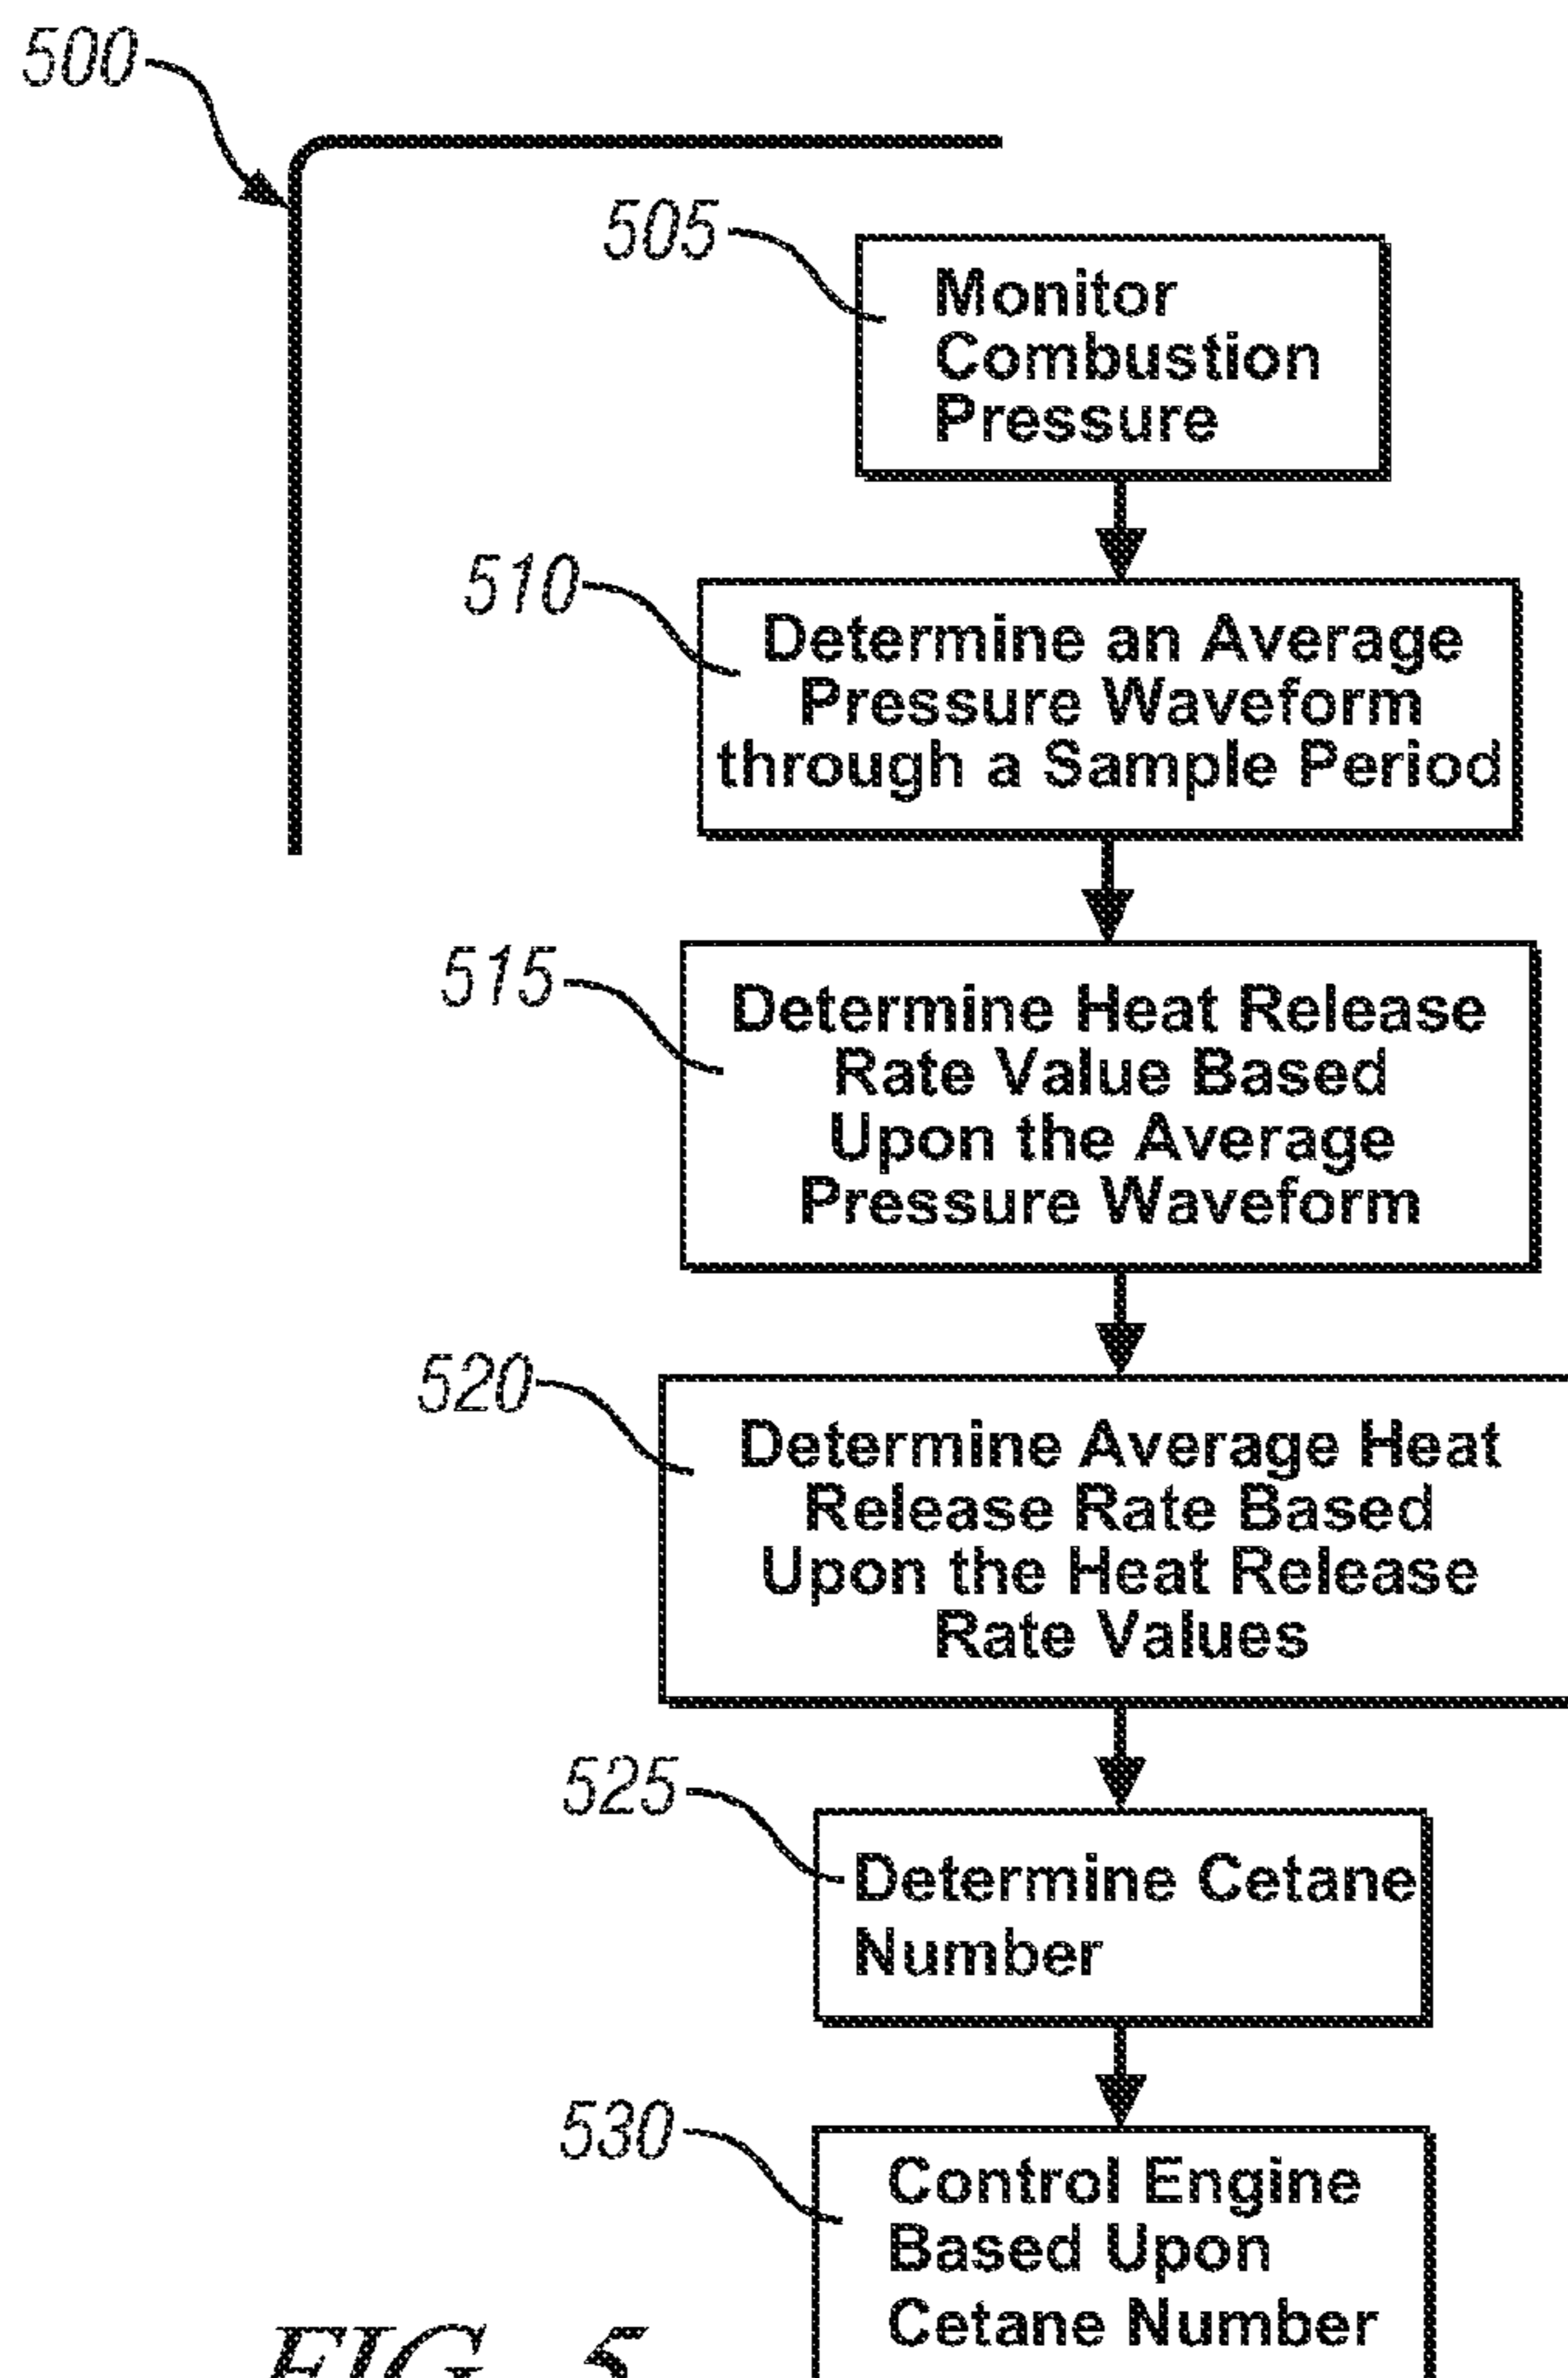 500
505
Monitor
Combustion
Pressure
510
Determine an Average
Pressure Waveform
through a Sample Period
515
Determine Heat Release
Rate Value Based
Upon the Average
Pressure Waveform
520
Determine Average Heat
Release Rate Based
Upon the Heat Release
Rate Values
525
Determine Cetane
Number
530
Control Engine
Based Upon
Cetane Number
FIG. 5